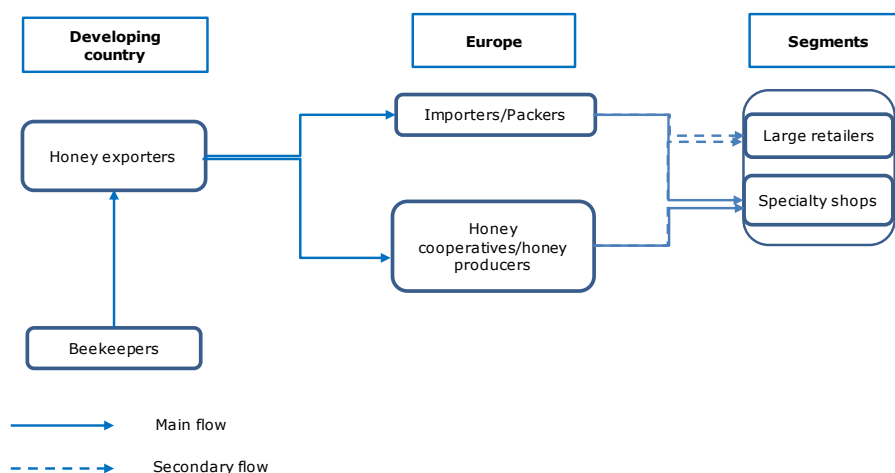 Developing
country
Europe
Segments
Importers/Packers
Large retailers
Honey exporters
Specialty shops
Honey
cooperatives/honey
producers
Beekeepers
Main flow
Secondary flow